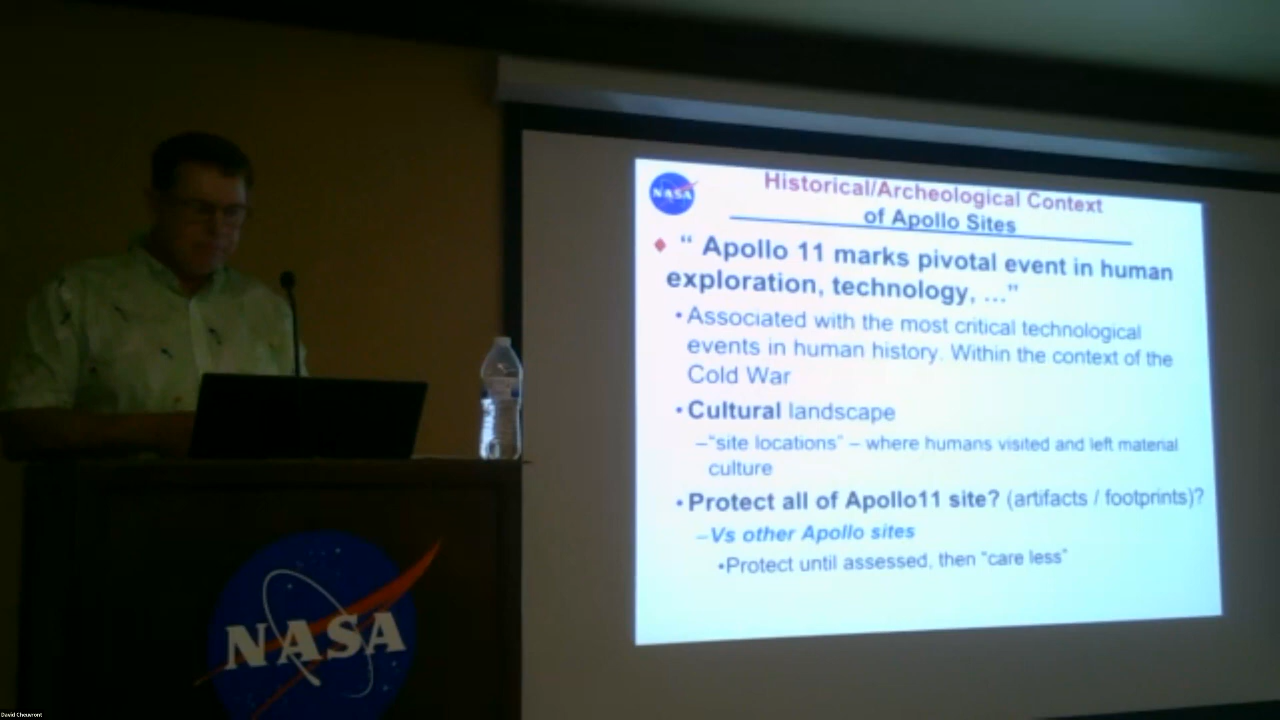 NASA
Historical/Archeological Context
of Apollo Sites
“ Apollo 11 marks pivotal event in human
exploration, technology, …”
•Associated with the most critical technological
events in human history. Within the context of the
Cold War
•Cultural landscape
–“site locations” – where humans visited and left material
culture
•Protect all of Apollo11 site? (artifacts / footprints)?
–Vs other Apollo sites
•Protect until assessed, then “care less”
NASA
David Cheuvront